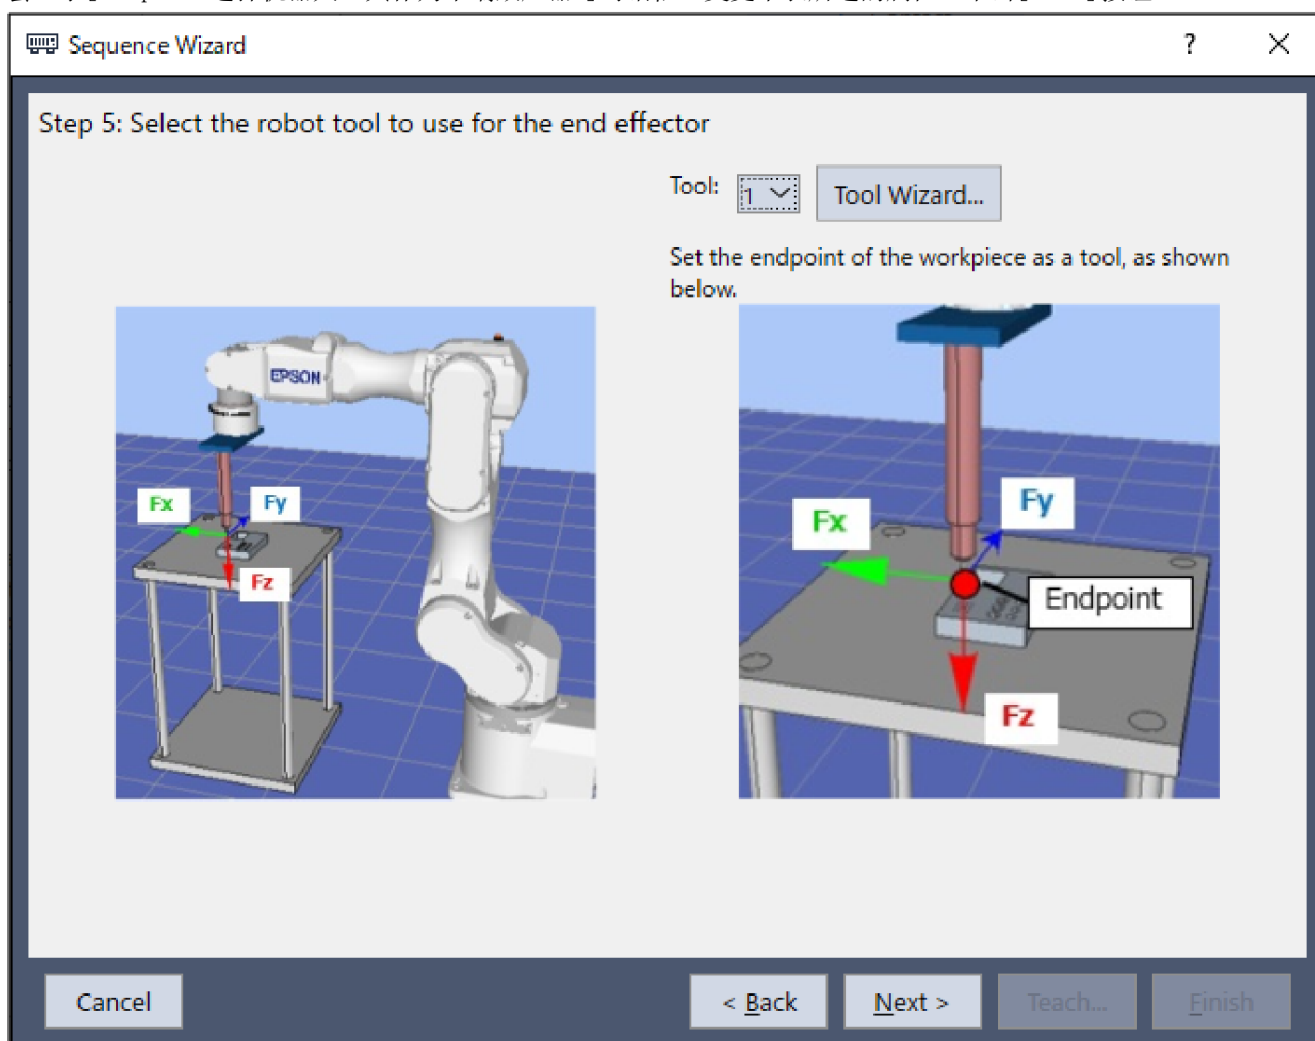 Sequence Wizard
?
Step 5: Select the robot tool to use for the end effector
Tool:
1
Tool Wizard...
Set the endpoint of the workpiece as a tool, as shown
below.
EPSON
Fx
Fy
Fz
Fx
Fy
Endpoint
Fz
Cancel
< Back
Next >
Teach...
Finish